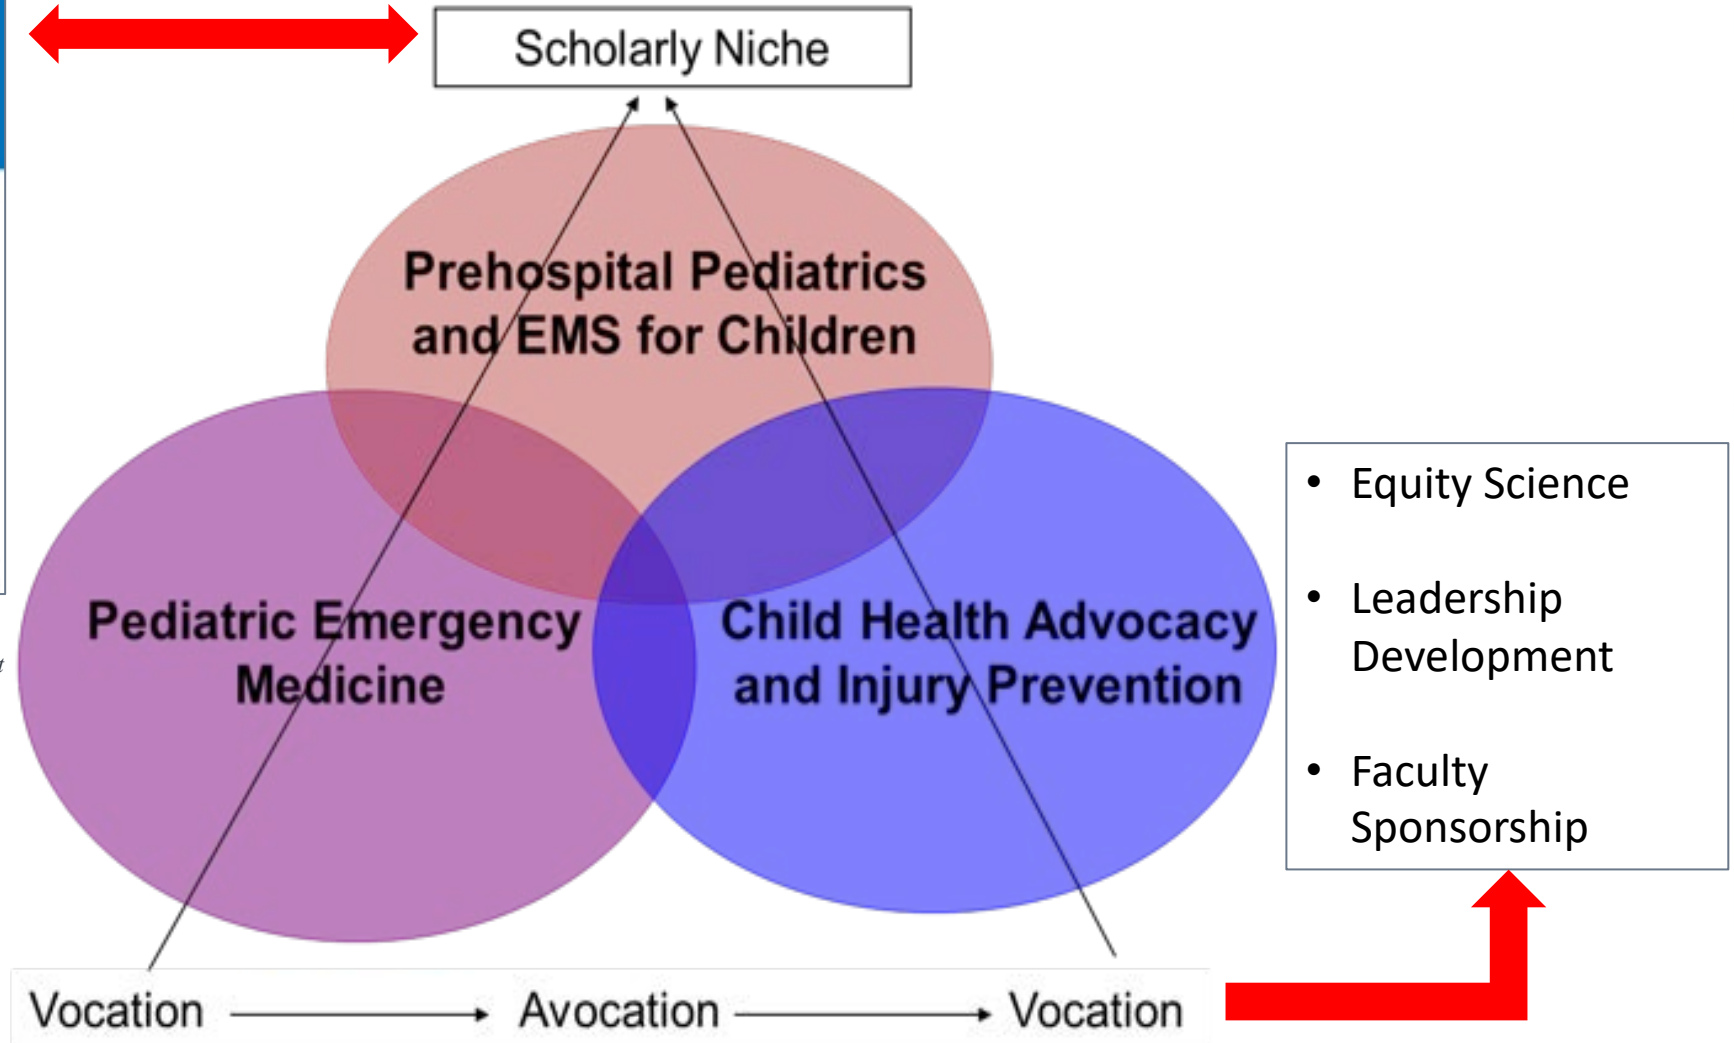 Scholarly Niche
Prehospital Pediatrics
and EMS for Children
Pediatric Emergency
Medicine
Child Health Advocacy
and Injury Prevention
• Equity Science
• Leadership
Development
• Faculty
Sponsorship
Vocation
Avocation
Vocation